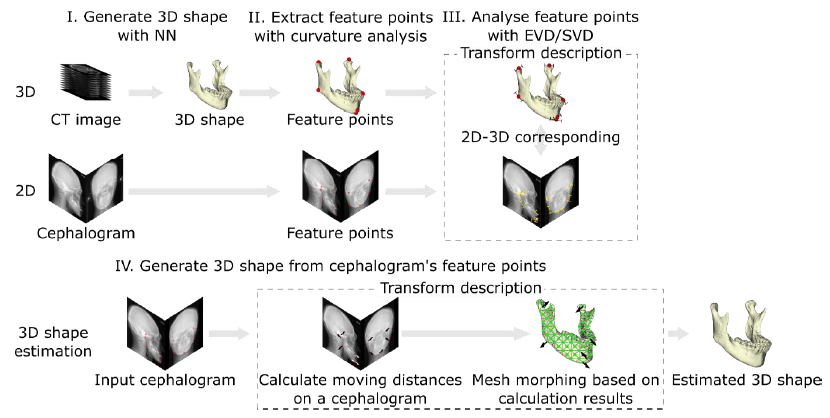 I. Generate 3D shape
with NN
II. Extract feature points
with curvature analysis
III. Analyse feature points
with EVD/SVD
Transform description
3D
CT image
3D shape
Feature points
2D-3D corresponding
2D
Cephalogram
Feature points
IV. Generate 3D shape from cephalogram's feature points
Transform description
3D shape
estimation
Input cephalogram
Calculate moving distances
on a cephalogram
Mesh morphing based on
calculation results
Estimated 3D shape